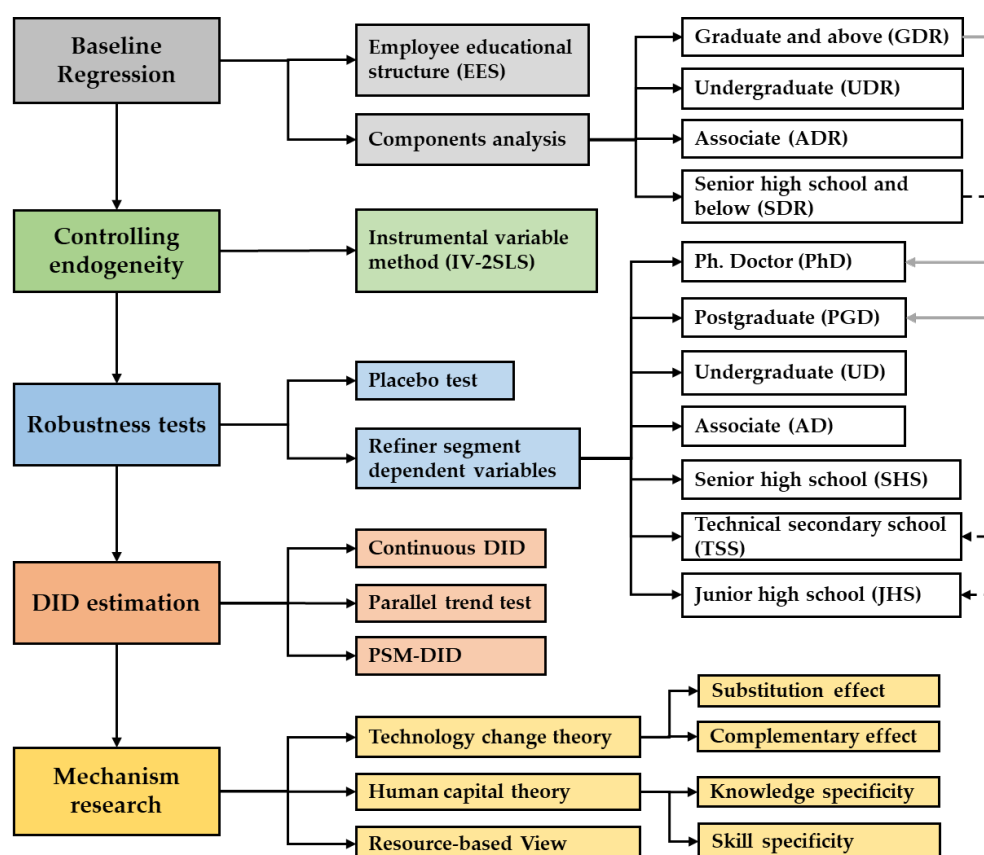 Baseline
Regression
Employee educational
structure (EES)
Components analysis
Graduate and above (GDR)
Undergraduate (UDR)
Associate (ADR)
Senior high school and
below (SDR)
Controlling
endogeneity
Instrumental variable
method (IV-2SLS)
Robustness tests
Placebo test
Refiner segment
dependent variables
Ph. Doctor (PhD)
Postgraduate (PGD)
Undergraduate (UD)
Associate (AD)
Senior high school (SHS)
Technical secondary school
(TSS)
Junior high school (JHS)
DID estimation
Continuous DID
Parallel trend test
PSM-DID
Mechanism
research
Technology change theory
Human capital theory
Resource-based View
Substitution effect
Complementary effect
Knowledge specificity
Skill specificity